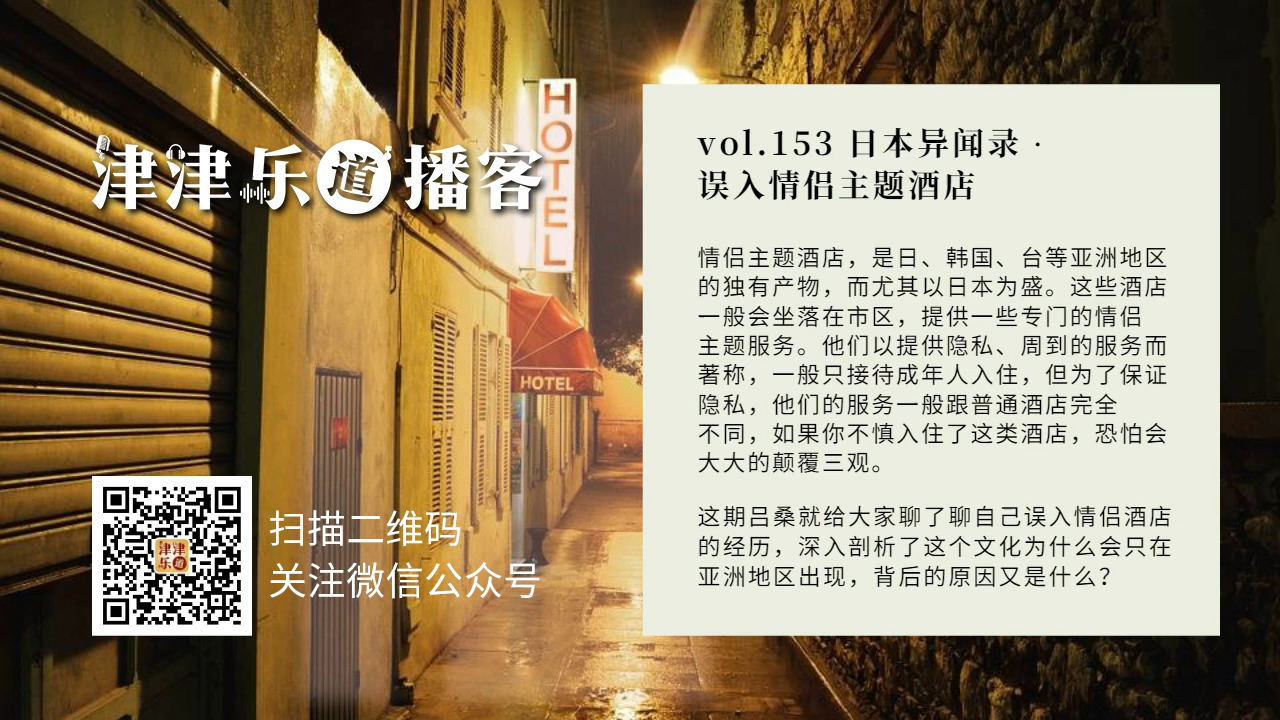 津津乐道播客
HOTEL
HOTEL
vol.153 日本异闻录 ·
误入情侣主题酒店
情侣主题酒店，是日、韩国、台等亚洲地区
的独有产物，而尤其以日本为盛。这些酒店
一般会坐落在市区，提供一些专门的情侣
主题服务。他们以提供隐私、周到的服务而
著称，一般只接待成年人入住，但为了保证
隐私，他们的服务一般跟普通酒店完全
不同，如果你不慎入住了这类酒店，恐怕会
大大的颠覆三观。
这期吕桑就给大家聊了聊自己误入情侣酒店
的经历，深入剖析了这个文化为什么会只在
亚洲地区出现，背后的原因又是什么？
津津
乐道
扫描二维码
关注微信公众号